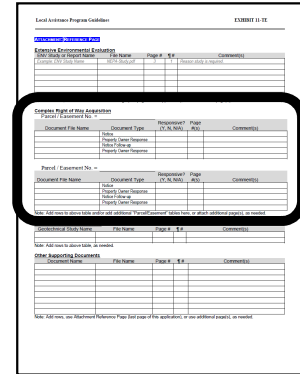 Local Assistance Program Guidelines EXHIBIT 11-TE
ATTACHMENT/REFERENCE PAGE
Extensive Environmental Evaluation
ENV Study or Report Name File Name Page # ¶ # Comment(s)
Example: ENV Study Name NEPA Study.pdf 3 1 Reason study is required.
Complex Right of Way Acquisition
Parcel / Easement No. =
Document File Name Document Type Responsive? (Y, N, N/A) Page #(s) Comment(s)
Notice
Property Owner Response
Notice Follow-up
Property Owner Response
Parcel / Easement No. =
Document File Name Document Type Responsive? (Y, N, N/A) Page #(s) Comment(s)
Notice
Property Owner Response
Notice Follow-up
Property Owner Response
Note: Add rows to above table and/or add additional "Parcel/Easement" tables here, or attach additional page(s), as needed.
Geotechnical Study Name File Name Page # ¶ # Comment(s)
Note: Add rows to above table, as needed.
Other Supporting Documents
Document Name File Name Page # ¶ # Comment(s)
Note: Add rows, use Attachment Reference Page (last page of this application), or use additional page(s), as needed.